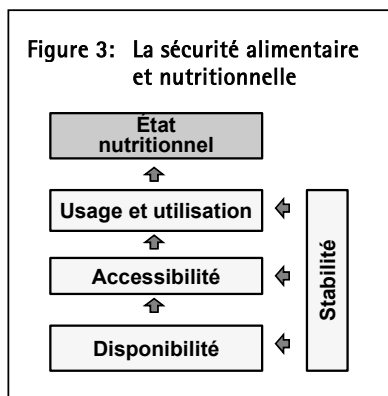 Figure 3: La sécurité alimentaire
et nutritionnelle
État
nutritionnel
Usage et utilisation
Accessibilité
Disponibilité
Stabilité